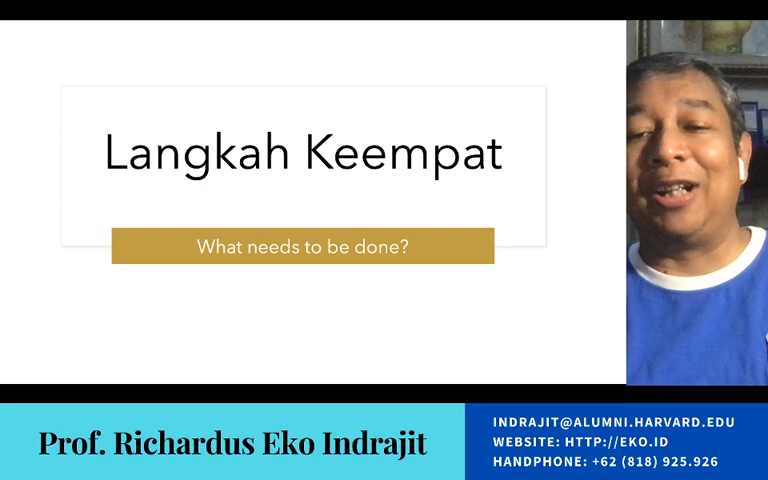 Langkah Keempat
What needs to be done?
Prof. Richardus Eko Indrajit
INDRAJIT@ALUMNI.HARVARD.EDU
WEBSITE: HTTP://EKO.ID
HANDPHONE: +62 (818) 925.926